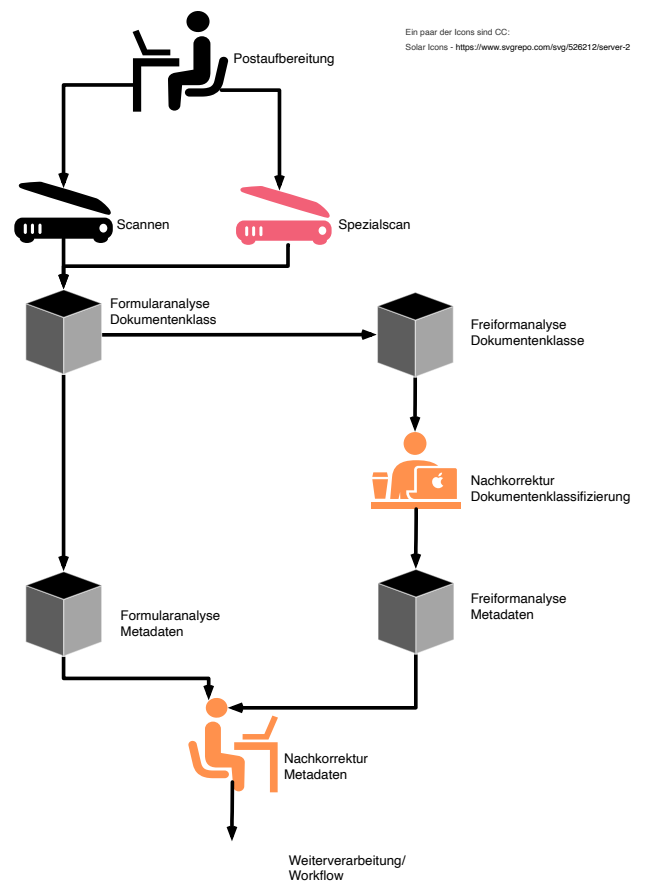 Ein paar der Icons sind CC:
Solar Icons - https://www.svgrepo.com/svg/526212/server-2
Postaufbereitung
Scannen
Spezialscan
Formularanalyse
Dokumentenklass
Freiformanalyse
Dokumentenklasse
Nachkorrektur
Dokumentenklassifizierung
Formularanalyse
Metadaten
Freiformanalyse
Metadaten
Nachkorrektur
Metadaten
Weiterverarbeitung/
Workflow